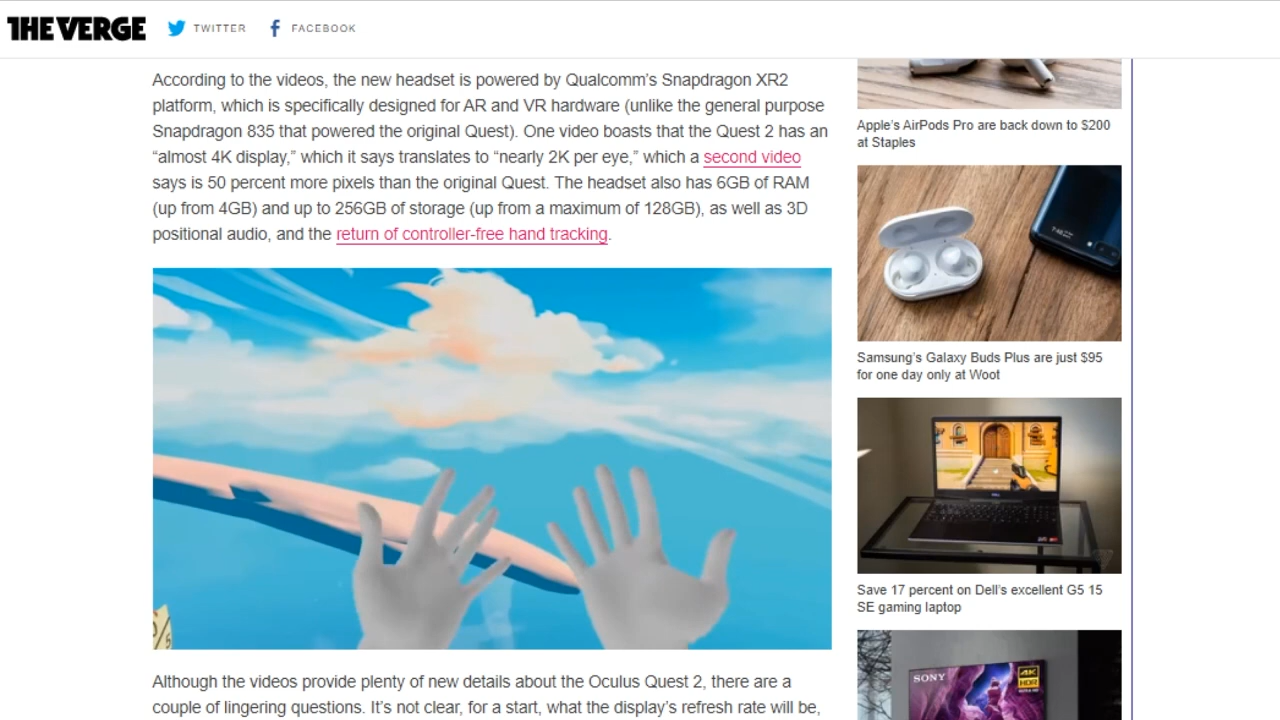 THE VERGE
TWITTER
FACEBOOK
According to the videos, the new headset is powered by Qualcomm's Snapdragon XR2
platform, which is specifically designed for AR and VR hardware (unlike the general purpose
Snapdragon 835 that powered the original Quest). One video boasts that the Quest 2 has an
“almost 4K display,” which it says translates to “nearly 2K per eye,” which a second video
says is 50 percent more pixels than the original Quest. The headset also has 6GB of RAM
(up from 4GB) and up to 256GB of storage (up from a maximum of 128GB), as well as 3D
positional audio, and the return of controller-free hand tracking.
Although the videos provide plenty of new details about the Oculus Quest 2, there are a
couple of lingering questions. It's not clear, for a start, what the display's refresh rate will be,
Apple's AirPods Pro are back down to $200
at Staples
Samsung's Galaxy Buds Plus are just $95
for one day only at Woot
Save 17 percent on Dell's excellent G5 15
SE gaming laptop
SONY
4K
HDR